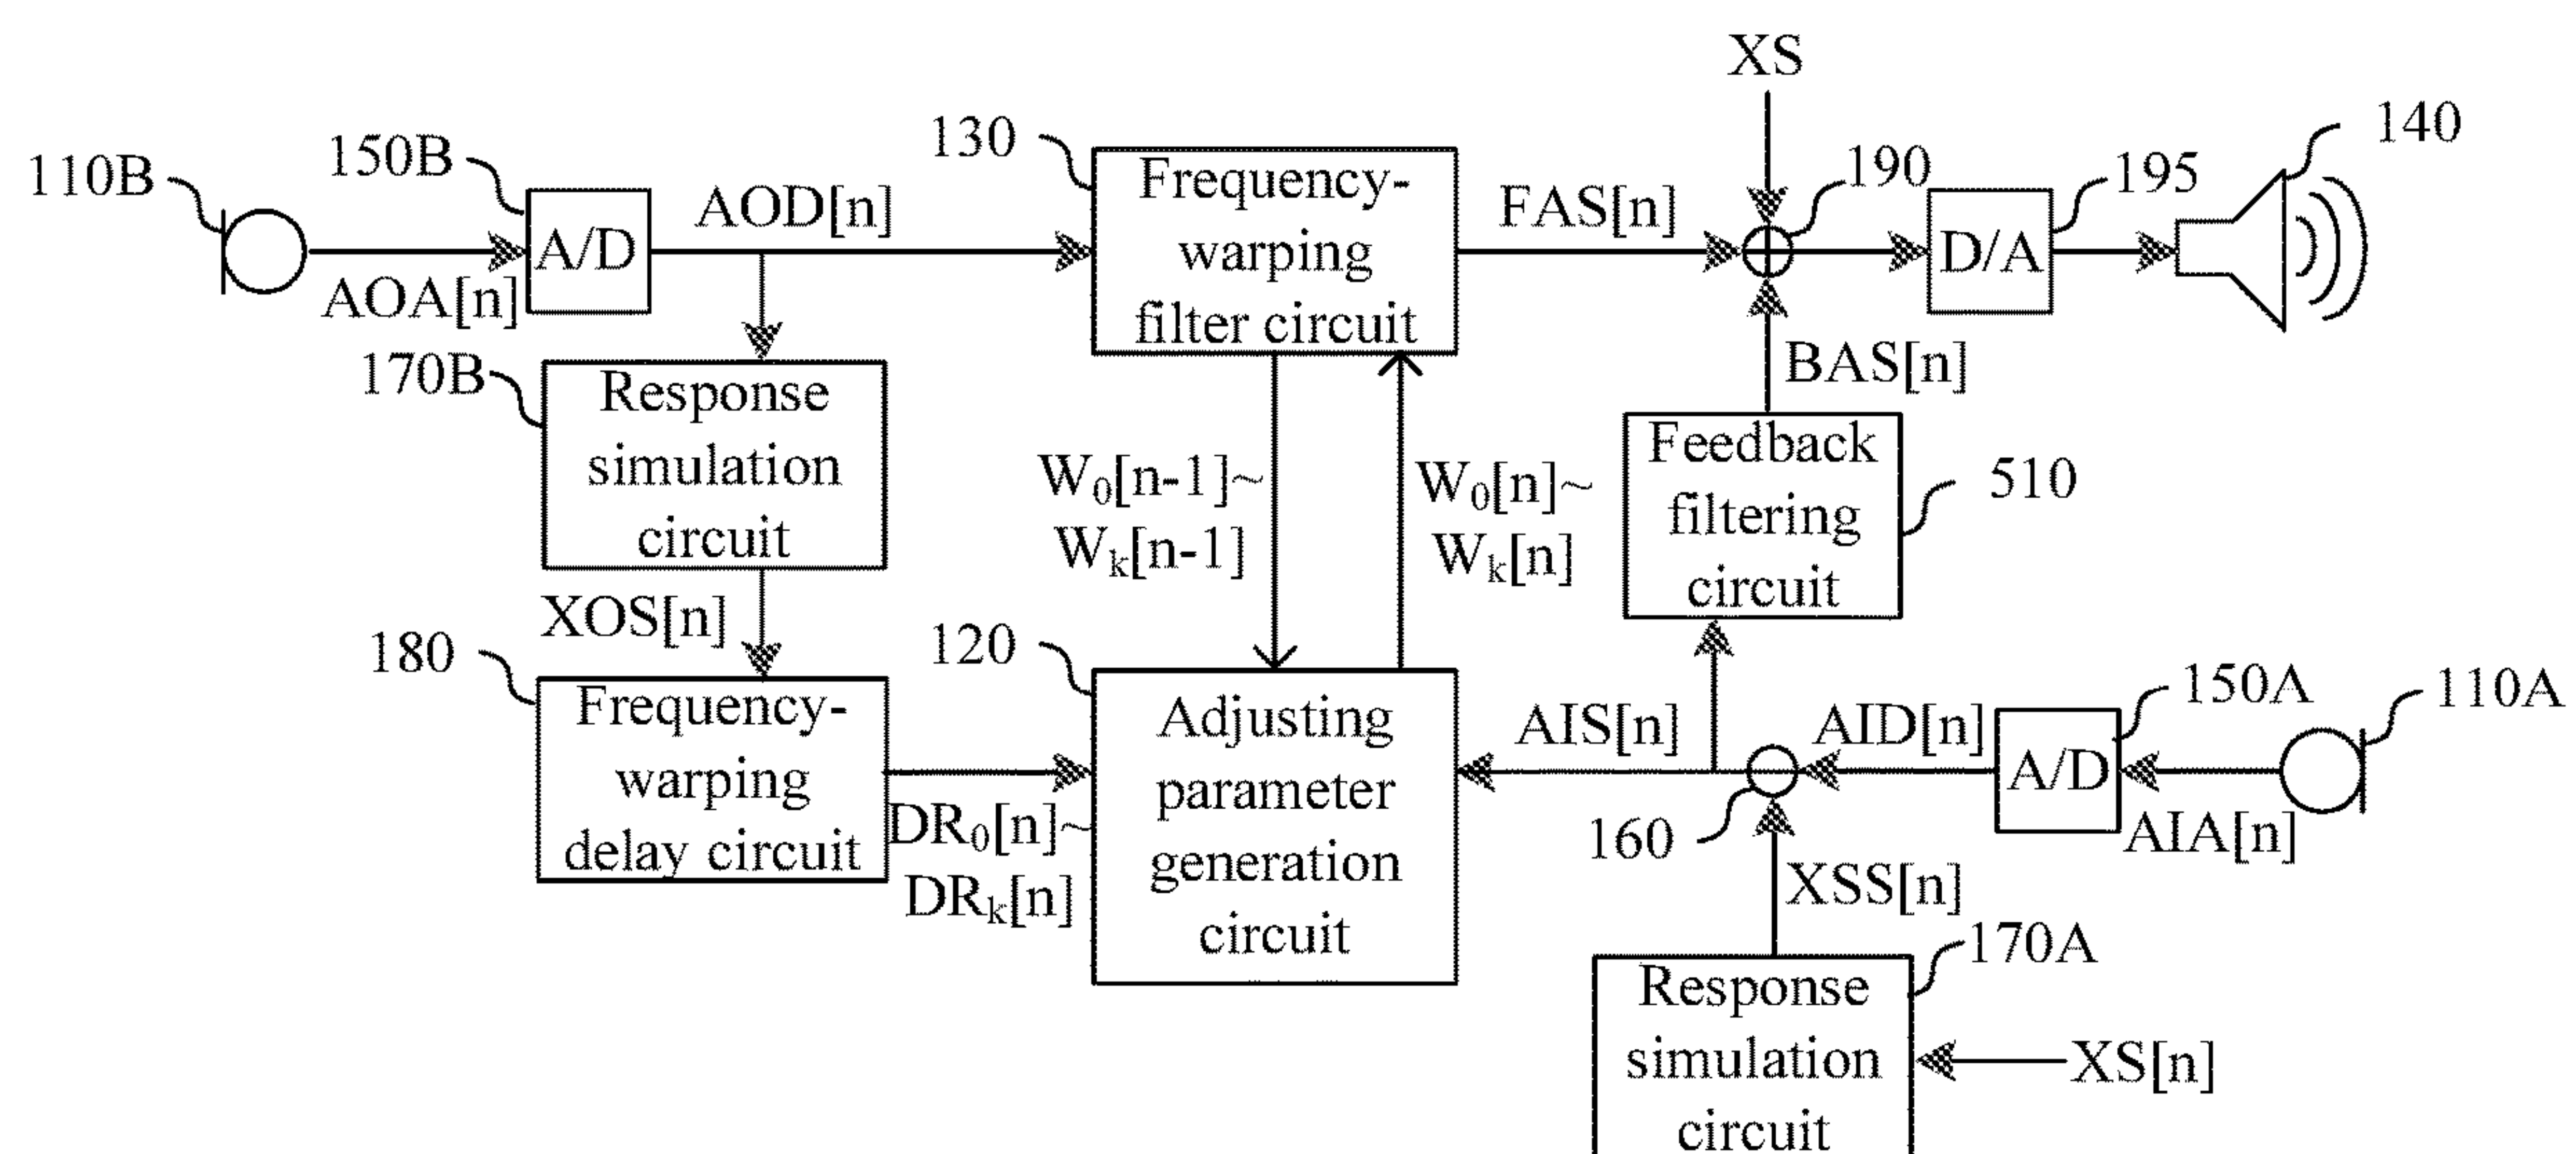 XS
140
130
150B
190
195
110B
Frequency-
warping
filter circuit
AOD[n]
FAS[n]
A/D
D/A
AOA[n]
BAS[n]
170B
Response
simulation
circuit
W₀[n-1]~
Wₖ[n-1]
W₀[n]~
Wₖ[n]
Feedback
filtering
circuit
510
XOS[n]
180
120
150A
110A
Frequency-
warping
delay circuit
Adjusting
parameter
generation
circuit
AIS[n]
AID[n]
A/D
AIA[n]
DR₀[n]~
DRₖ[n]
160
XSS[n]
170A
Response
simulation
circuit
XS[n]